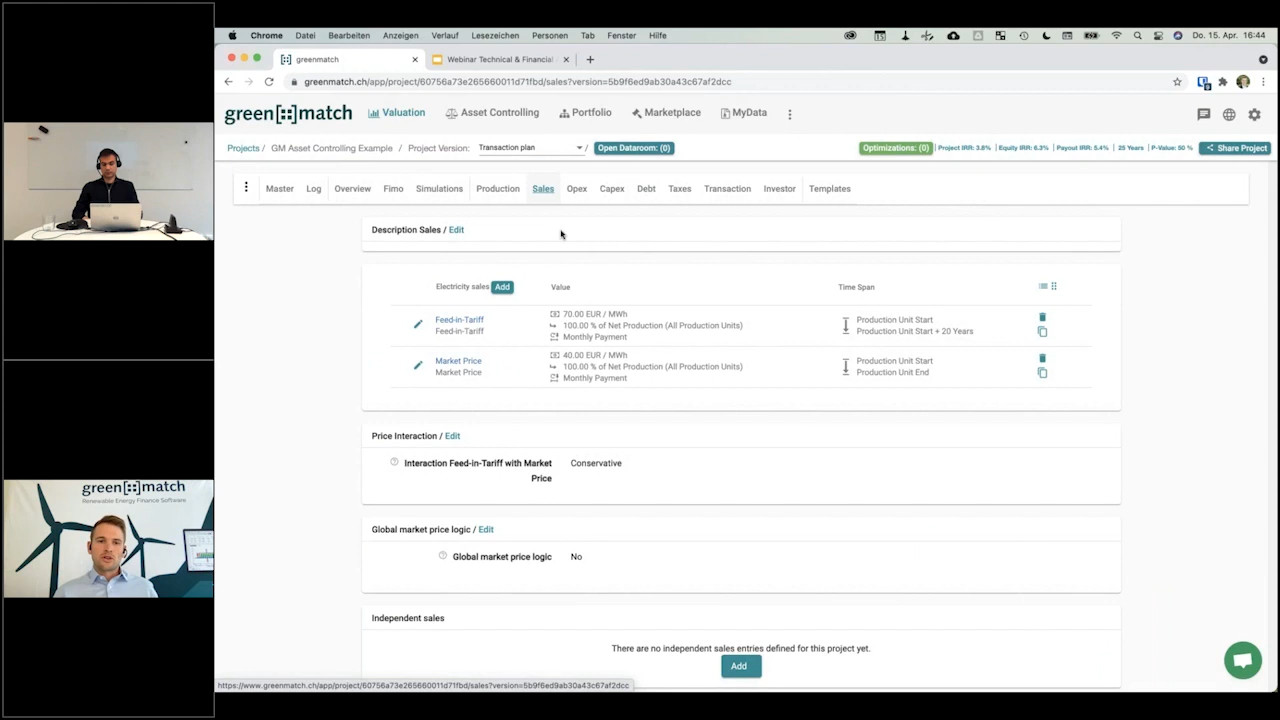 Chrome Datei Bearbeiten Anzeigen Verlauf Lesezeichen Personen Tab Fenster Hilfe Do. 15. Apr. 16:44
greenmatch Webinar Technical & Financial
greenmatch.ch/app/project/60756a73e265660011d71fbd/sales?version=5b9f6ed9ab30a43c67af2dcc
green[::]match Valuation Asset Controlling Portfolio Marketplace MyData
Projects / GM Asset Controlling Example / Project Version: Transaction plan / Open Dataroom: (0) Optimizations: (0) Project IRR: 3.8% Equity IRR: 6.3% Payout IRR: 5.4% 25 Years P-Value: 50 % Share Project
Master Log Overview Fimo Simulations Production Sales Opex Capex Debt Taxes Transaction Investor Templates
Description Sales / Edit
Electricity sales Add Value Time Span
Feed-in-Tariff
Feed-in-Tariff
70.00 EUR / MWh
100.00 % of Net Production (All Production Units)
Monthly Payment
Production Unit Start
Production Unit Start + 20 Years
Market Price
Market Price
40.00 EUR / MWh
100.00 % of Net Production (All Production Units)
Monthly Payment
Production Unit Start
Production Unit End
Price Interaction / Edit
Interaction Feed-in-Tariff with Market Price Conservative
Global market price logic / Edit
Global market price logic No
Independent sales
There are no independent sales entries defined for this project yet.
Add
https://www.greenmatch.ch/app/project/60756a73e265660011d71fbd/sales?version=5b9f6ed9ab30a43c67af2dcc
green[::]match
Renewable Energy Finance Software